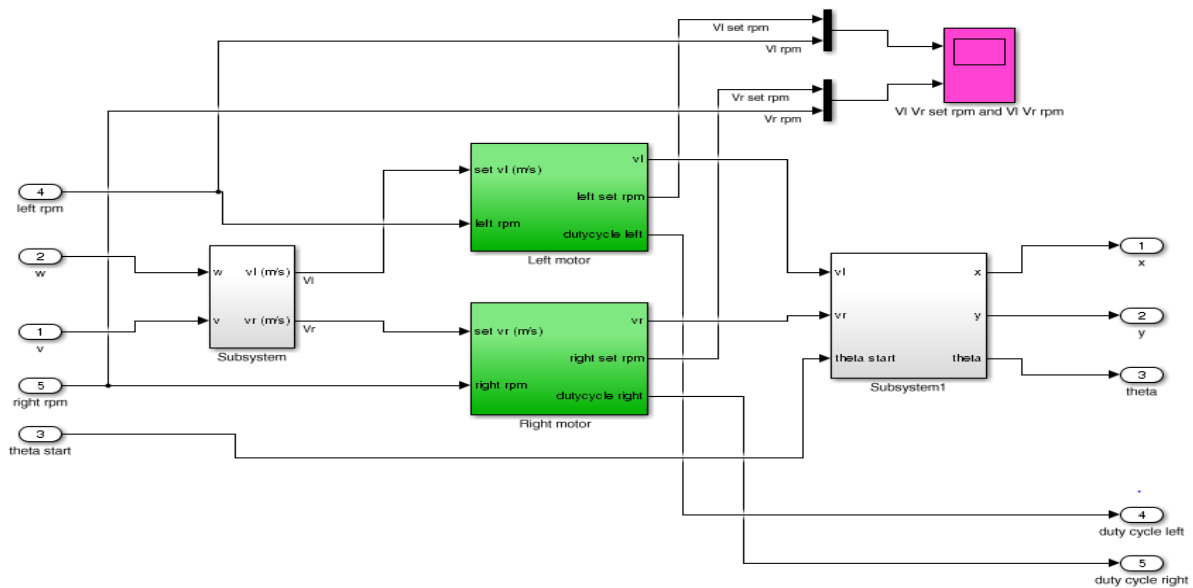 Vl set rpm
Vl rpm
Vr set rpm
Vr rpm
Vl Vr set rpm and Vl Vr rpm
4
left rpm
2
w
1
v
5
right rpm
3
theta start
w
vl (m/s)
v
vr (m/s)
Subsystem
Vl
Vr
set vl (m/s)
vl
left set rpm
left rpm
dutycycle left
Left motor
set vr (m/s)
vr
right set rpm
right rpm
dutycycle right
Right motor
vl
x
vr
y
theta start
theta
Subsystem1
1
x
2
y
3
theta
4
duty cycle left
5
duty cycle right